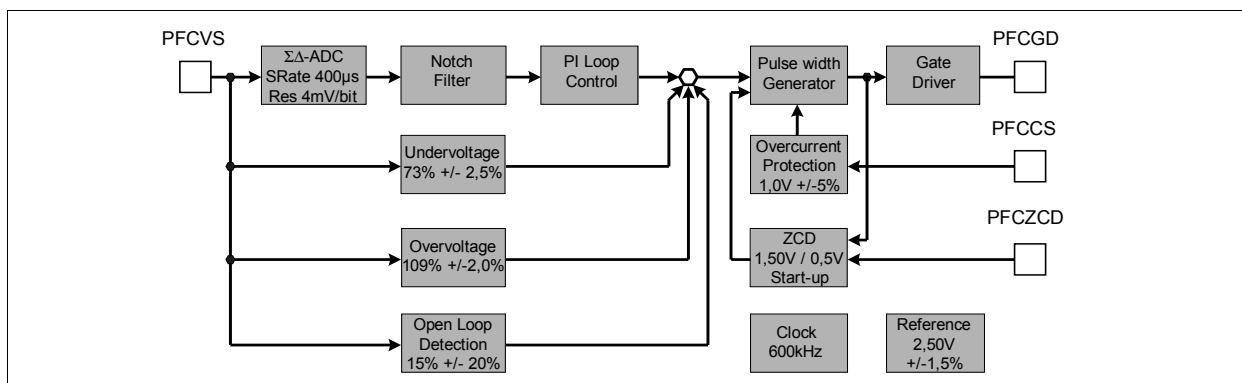 PFCVS
ΣΔ-ADC
SRate 400µs
Res 4mV/bit
Notch
Filter
PI Loop
Control
Pulse width
Generator
Gate
Driver
PFCGD
Undervoltage
73% +/- 2,5%
Overcurrent
Protection
1,0V +/-5%
PFCCS
Overvoltage
109% +/-2,0%
ZCD
1,50V / 0,5V
Start-up
PFCZCD
Open Loop
Detection
15% +/- 20%
Clock
600kHz
Reference
2,50V
+/-1,5%